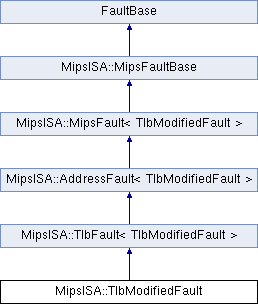 FaultBase
MipsISA::MipsFaultBase
MipsISA::MipsFault< TlbModifiedFault >
MipsISA::AddressFault< TlbModifiedFault >
MipsISA::TlbFault< TlbModifiedFault >
MipsISA::TlbModifiedFault